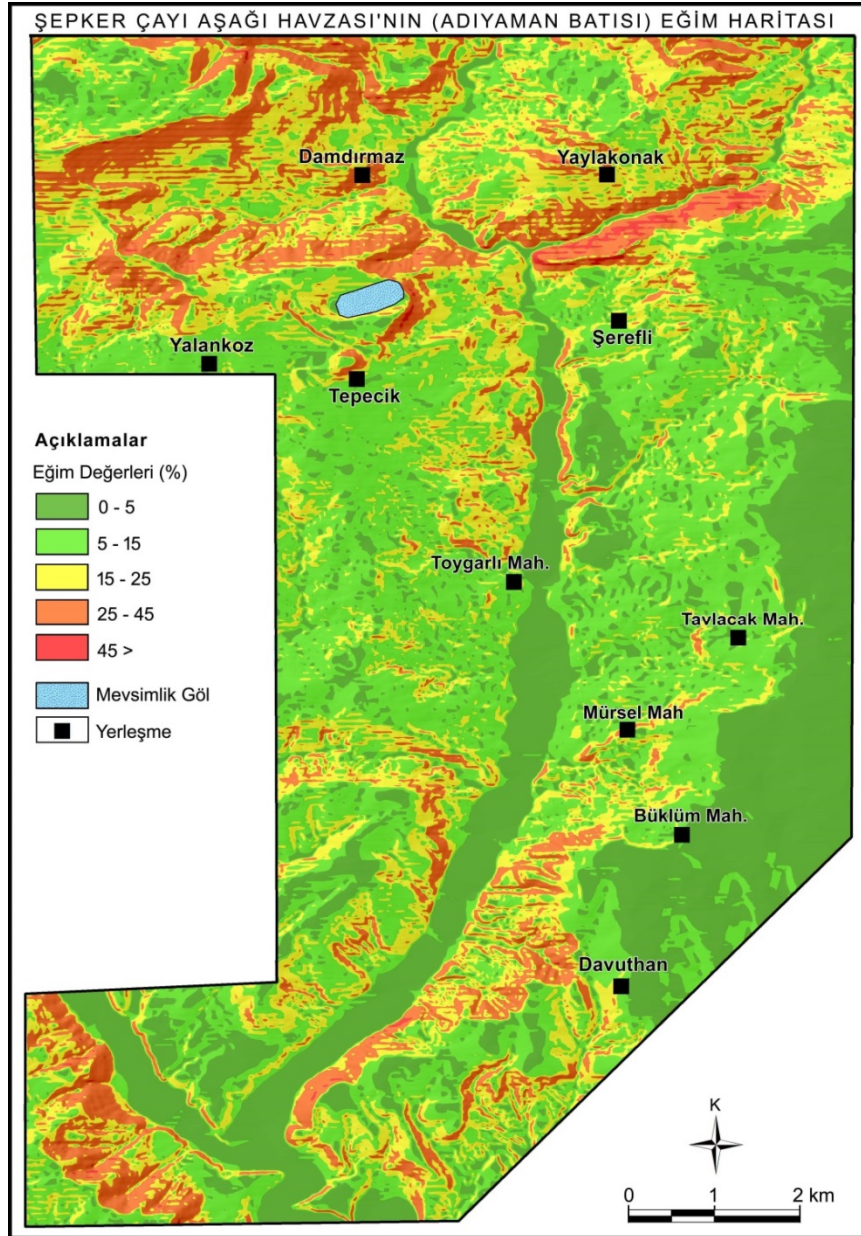 ŞEPKER ÇAYI AŞAĞI HAVZASI'NIN (ADIYAMAN BATISI) EĞİM HARİTASI
Damdırmaz
Yaylakonak
Şerefli
Yalankoz
Tepecik
Açıklamalar
Eğim Değerleri (%)
0 - 5
5 - 15
15 - 25
25 - 45
45 >
Mevsimlik Göl
Yerleşme
Toygarlı Mah.
Tavlacak Mah.
Mürsel Mah
Büklüm Mah.
Davuthan
K
0 1 2 km